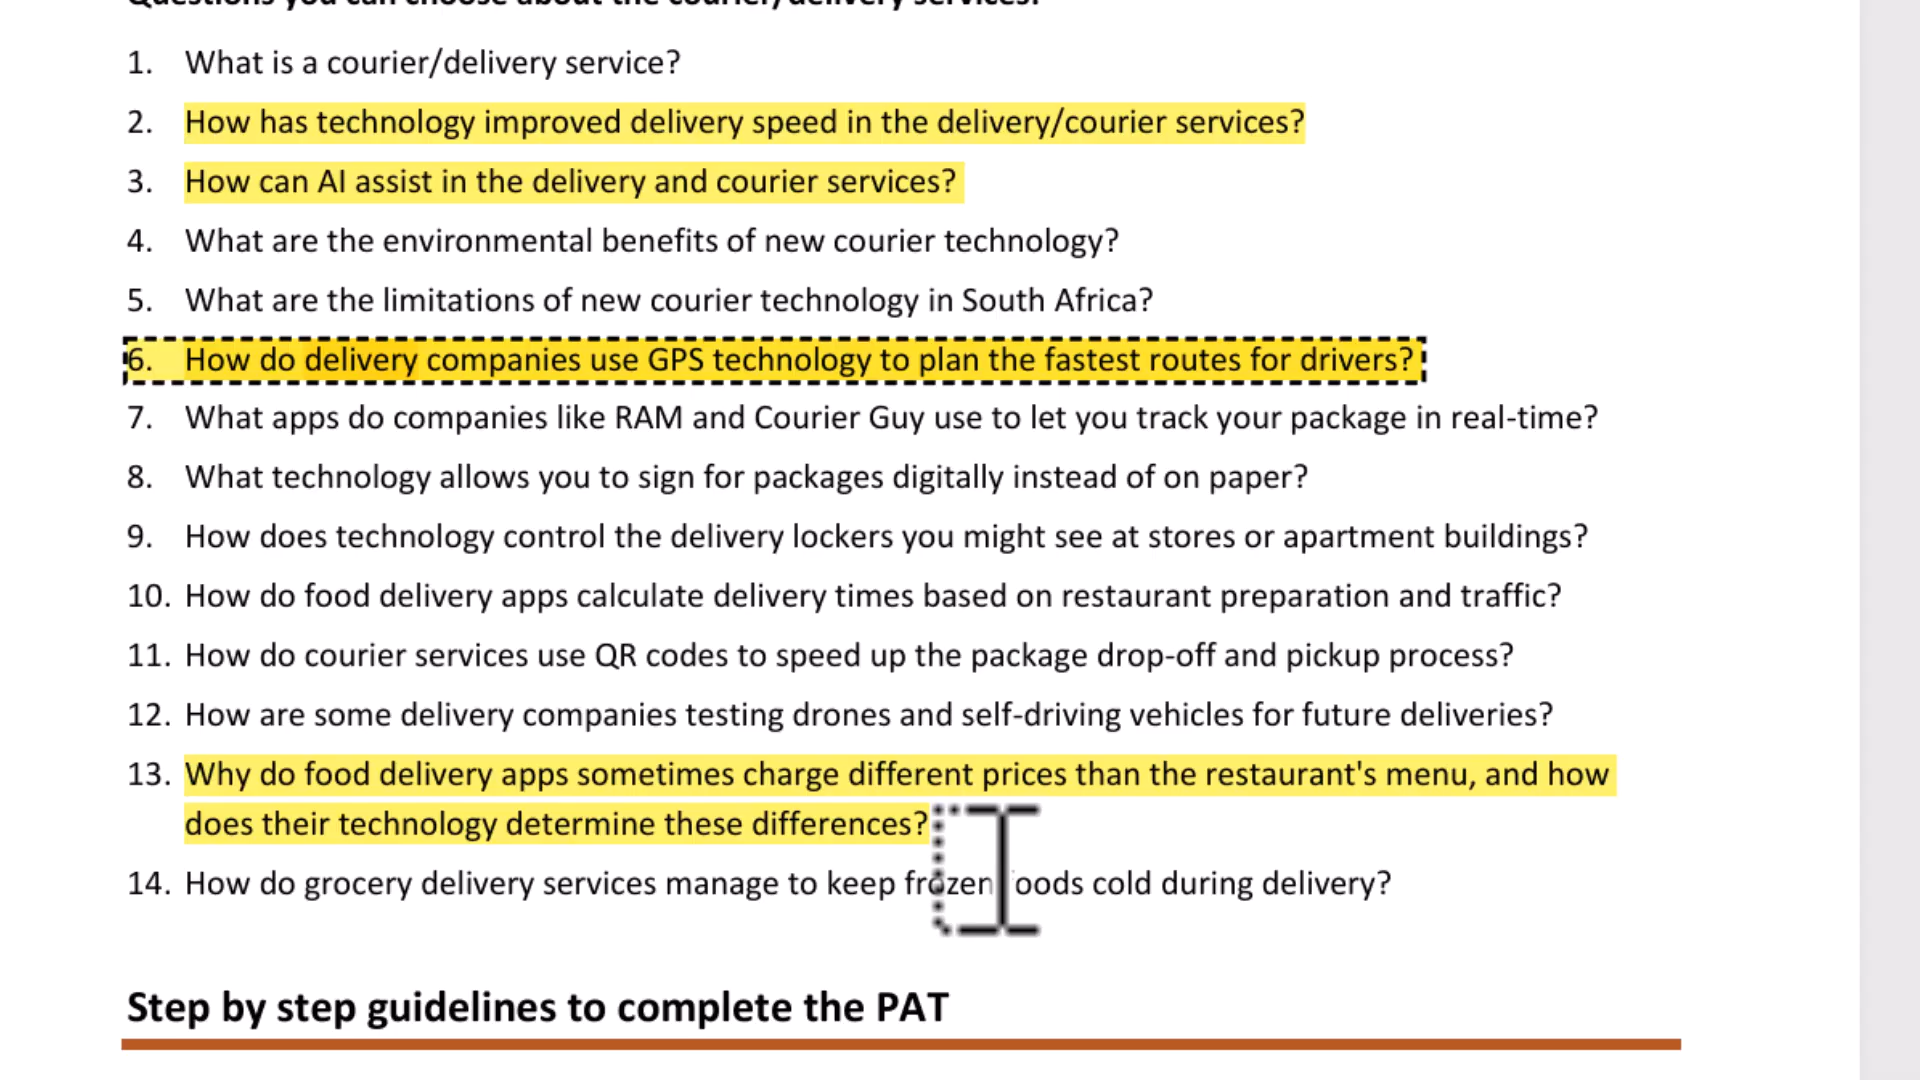 Questions you can choose about the courier/delivery services:
1. What is a courier/delivery service?
2. How has technology improved delivery speed in the delivery/courier services?
3. How can AI assist in the delivery and courier services?
4. What are the environmental benefits of new courier technology?
5. What are the limitations of new courier technology in South Africa?
6. How do delivery companies use GPS technology to plan the fastest routes for drivers?
7. What apps do companies like RAM and Courier Guy use to let you track your package in real-time?
8. What technology allows you to sign for packages digitally instead of on paper?
9. How does technology control the delivery lockers you might see at stores or apartment buildings?
10. How do food delivery apps calculate delivery times based on restaurant preparation and traffic?
11. How do courier services use QR codes to speed up the package drop-off and pickup process?
12. How are some delivery companies testing drones and self-driving vehicles for future deliveries?
13. Why do food delivery apps sometimes charge different prices than the restaurant's menu, and how
does their technology determine these differences?
14. How do grocery delivery services manage to keep frozen foods cold during delivery?
Step by step guidelines to complete the PAT